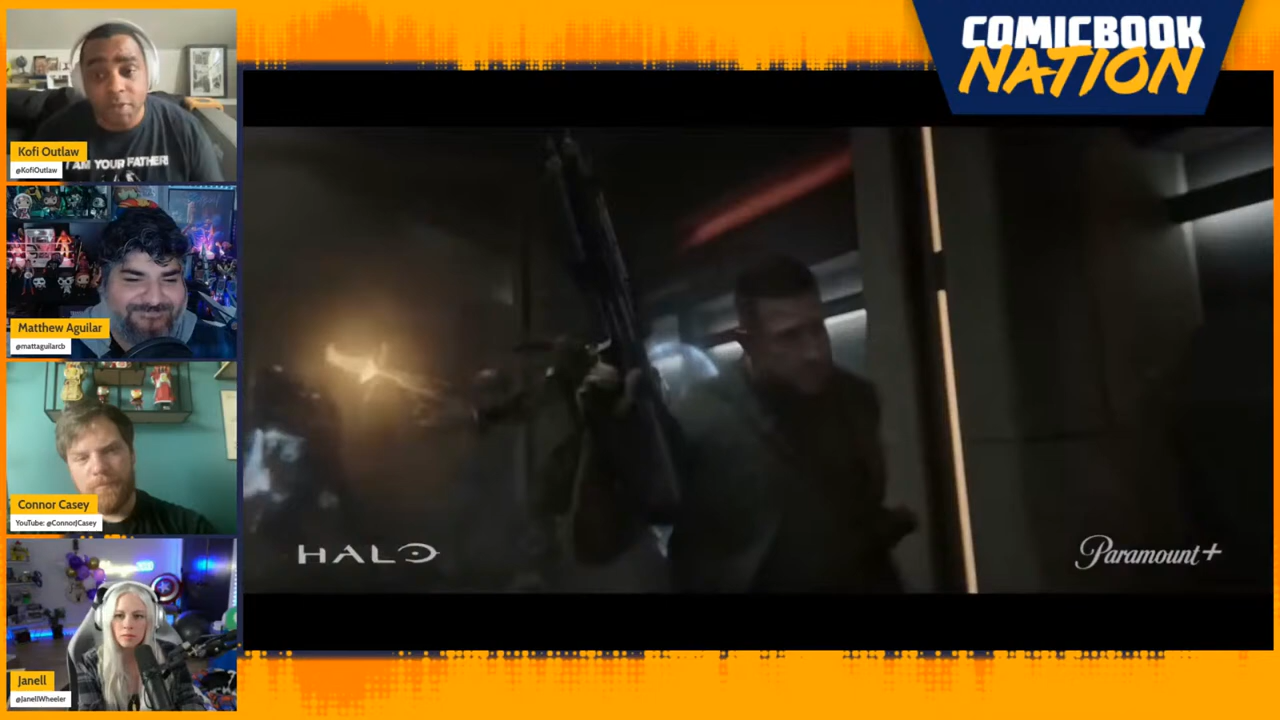 COMICBOOK
NATION
I AM YOUR FATHER!
Kofi Outlaw
@KofiOutlaw
Matthew Aguilar
@mattaguilarcb
Connor Casey
YouTube: @ConnorJCasey
Janell
@JanellWheeler
HALO
Paramount+